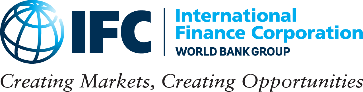 IFC
International
Finance Corporation
WORLD BANK GROUP
Creating Markets, Creating Opportunities